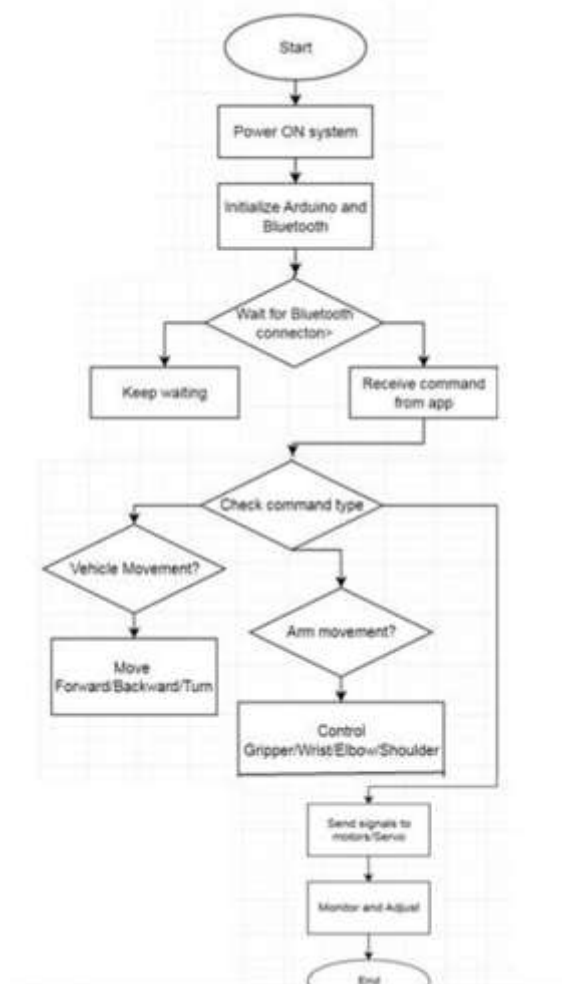 Start
Power ON system
Initialize Arduino and
Bluetooth
Wait for Bluetooth
connecton>
Keep waiting
Receive command
from app
Check command type
Vehicle Movement?
Arm movement?
Move
Forward/Backward/Turn
Control
Gripper/Wrist/Elbow/Shoulder
Send signals to
motors/Servo
Monitor and Adjust
End